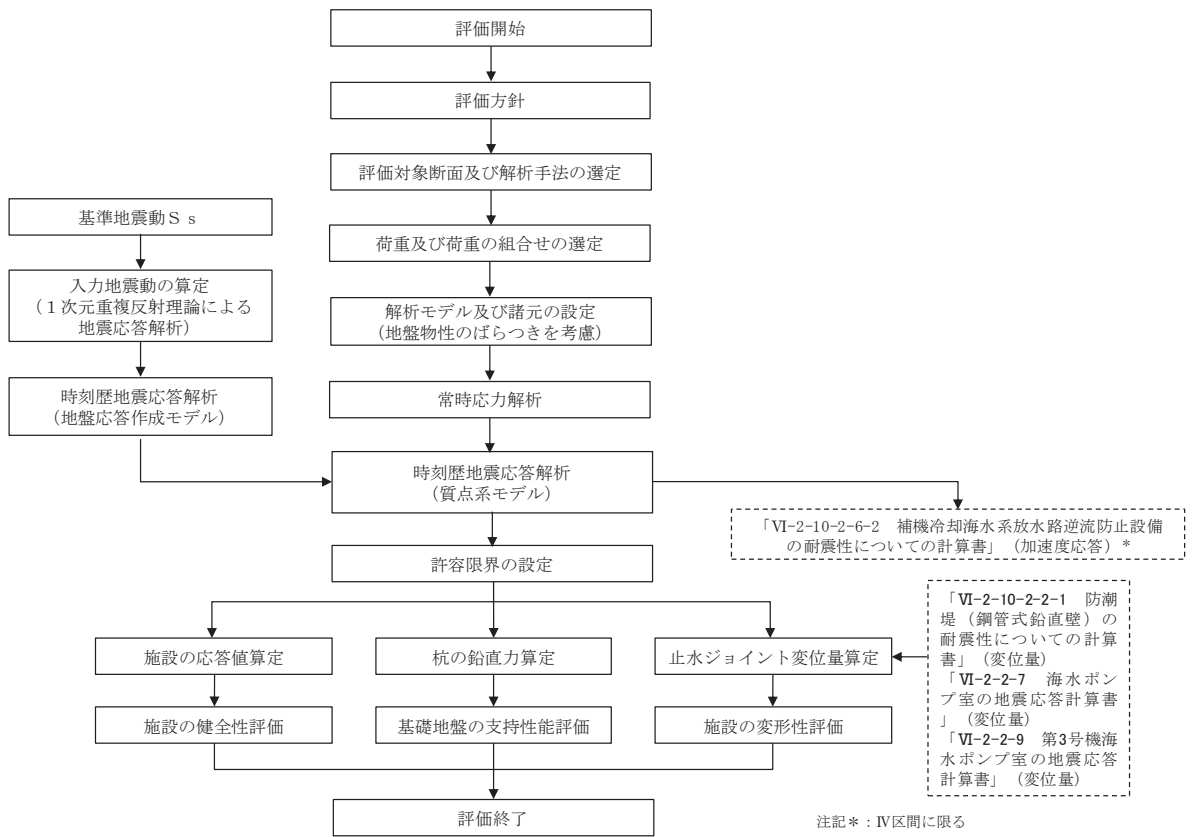 評価開始
評価方針
評価対象断面及び解析手法の選定
基準地震動Ｓｓ
荷重及び荷重の組合せの選定
入力地震動の算定
（１次元重複反射理論による
地震応答解析）
解析モデル及び諸元の設定
（地盤物性のばらつきを考慮）
時刻歴地震応答解析
（地盤応答作成モデル）
常時応力解析
時刻歴地震応答解析
（質点系モデル）
「Ⅵ-2-10-2-6-2　補機冷却海水系放水路逆流防止設備
の耐震性についての計算書」（加速度応答）＊
許容限界の設定
施設の応答値算定
杭の鉛直力算定
止水ジョイント変位量算定
「Ⅵ-2-10-2-2-1　防潮
堤（鋼管式鉛直壁）の
耐震性についての計算
書」（変位量）
「Ⅵ-2-2-7　海水ポン
プ室の地震応答計算書
」（変位量）
「Ⅵ-2-2-9　第3号機海
水ポンプ室の地震応答
計算書」（変位量）
施設の健全性評価
基礎地盤の支持性能評価
施設の変形性評価
評価終了
注記＊：Ⅳ区間に限る